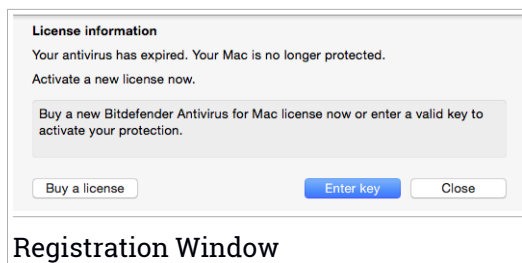 License information
Your antivirus has expired. Your Mac is no longer protected.
Activate a new license now.
Buy a new Bitdefender Antivirus for Mac license now or enter a valid key to
activate your protection.
Buy a license
Enter key
Close
Registration Window